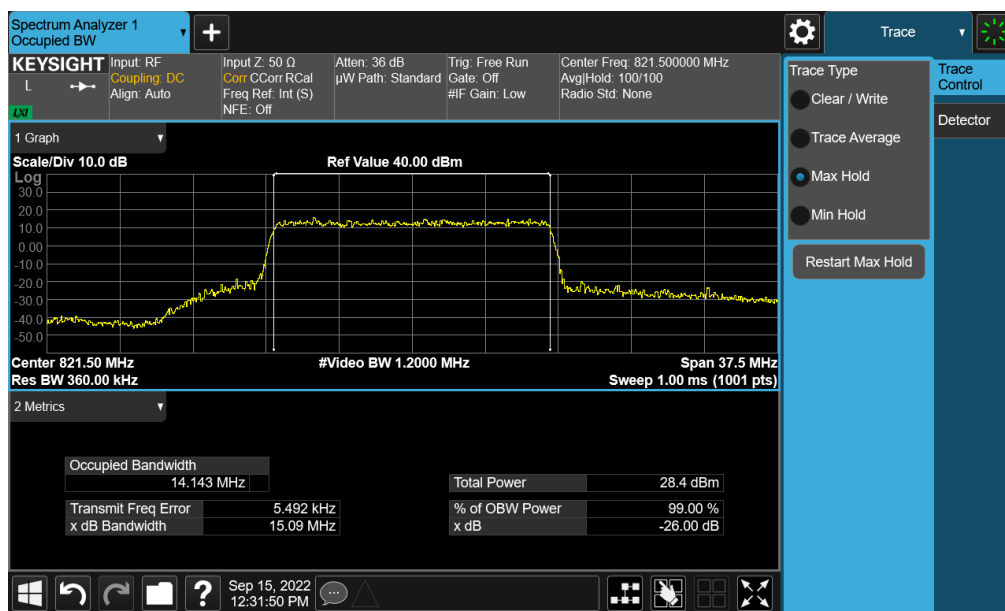 Spectrum Analyzer 1
Occupied BW
Trace
KEYSIGHT
L
LXI
Input: RF
Coupling: DC
Align: Auto
Input Z: 50 Ω
Corr CCorr RCal
Freq Ref: Int (S)
NFE: Off
Atten: 36 dB
µW Path: Standard
Trig: Free Run
Gate: Off
#IF Gain: Low
Center Freq: 821.500000 MHz
Avg|Hold: 100/100
Radio Std: None
Trace Type
Clear / Write
Trace Average
Max Hold
Min Hold
Restart Max Hold
Trace
Control
Detector
1 Graph
Scale/Div 10.0 dB
Ref Value 40.00 dBm
Log
30.0
20.0
10.0
0.00
-10.0
-20.0
-30.0
-40.0
-50.0
Center 821.50 MHz
#Video BW 1.2000 MHz
Span 37.5 MHz
Res BW 360.00 kHz
Sweep 1.00 ms (1001 pts)
2 Metrics
Occupied Bandwidth
14.143 MHz
Total Power 28.4 dBm
Transmit Freq Error 5.492 kHz
% of OBW Power 99.00 %
x dB Bandwidth 15.09 MHz
x dB -26.00 dB
?
Sep 15, 2022
12:31:50 PM